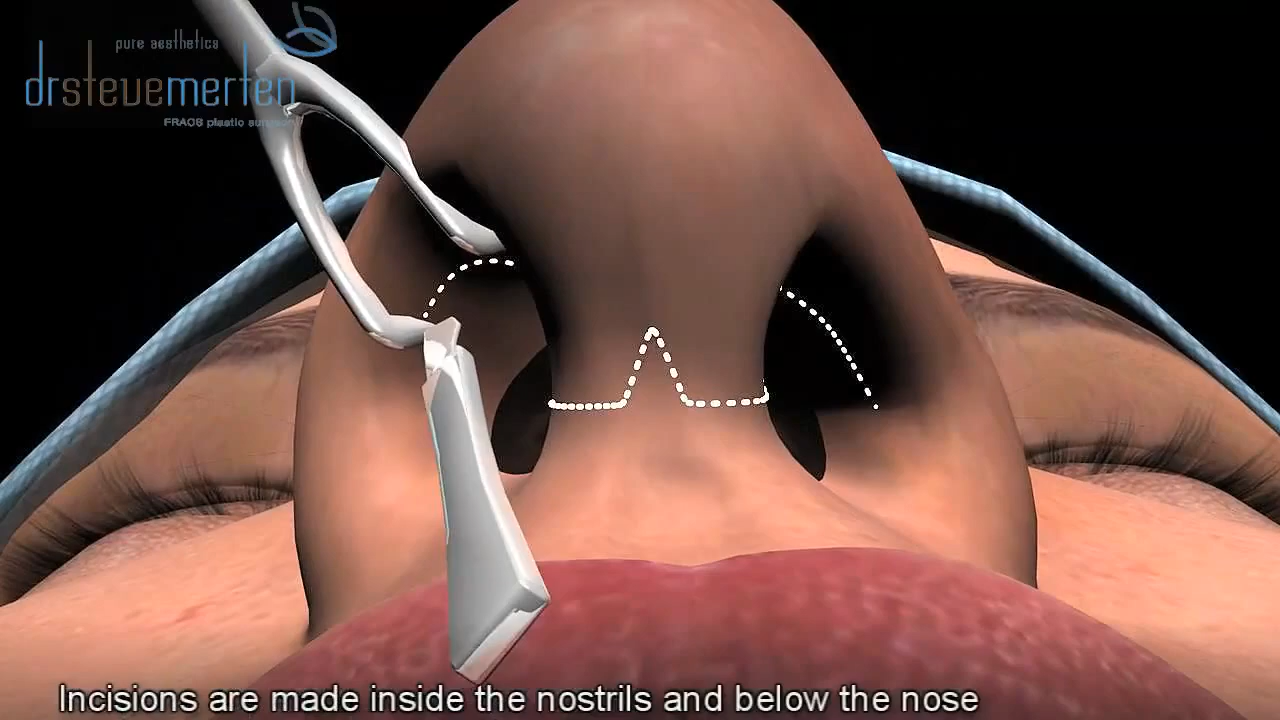 pure aesthetics
drstevemerten
FRACS plastic surgeon
Incisions are made inside the nostrils and below the nose